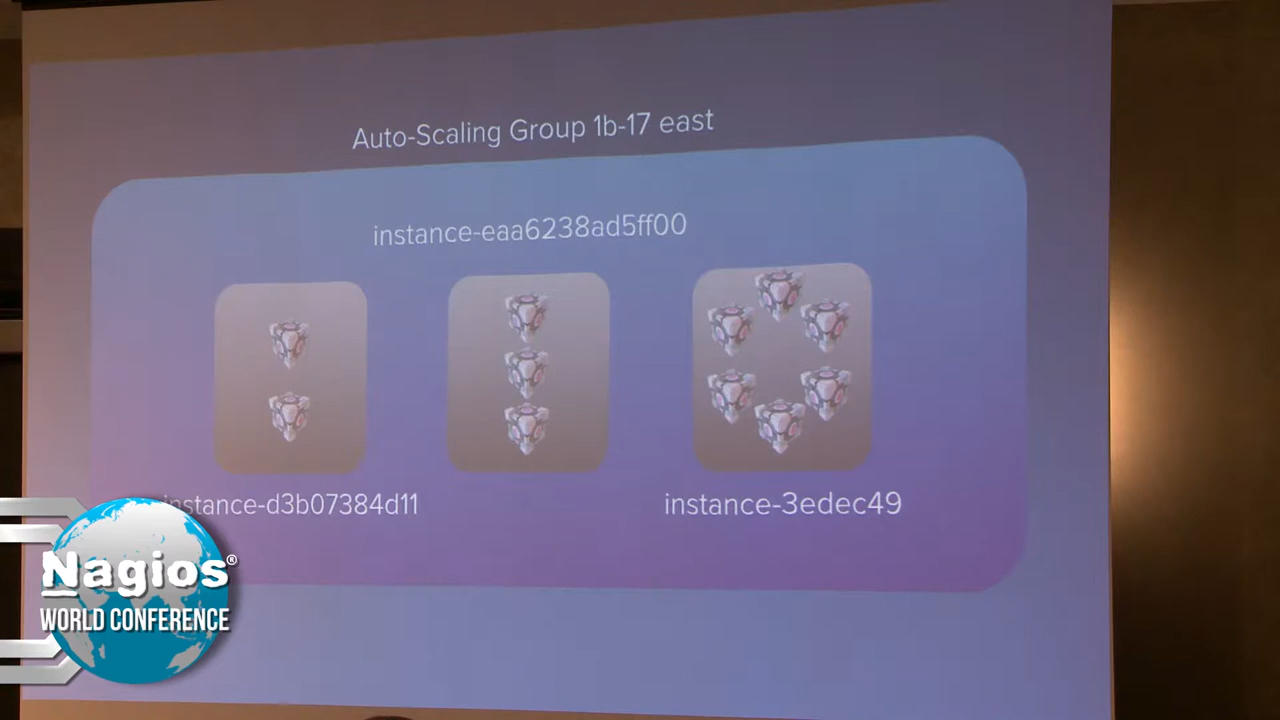 Auto-Scaling Group 1b-17 east
instance-eaa6238ad5ff00
instance-d3b07384d11
instance-3edec49
Nagios®
WORLD CONFERENCE